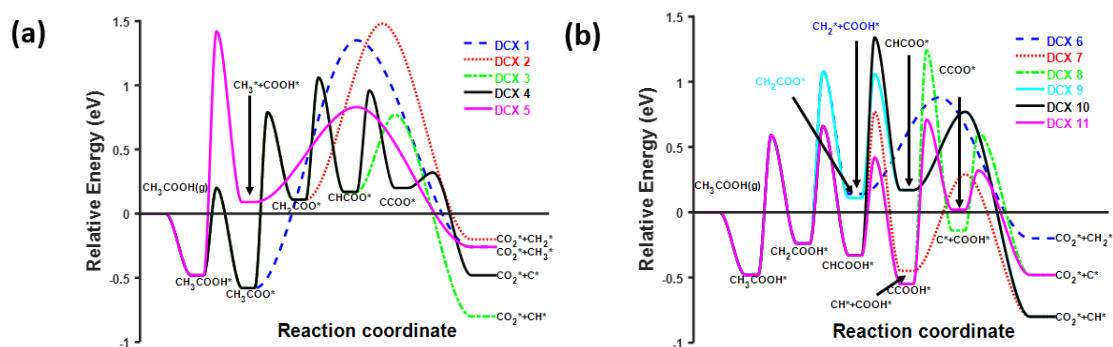 (a)
Relative Energy (eV)
1.5
1
0.5
0
-0.5
-1
DCX 1
DCX 2
DCX 3
DCX 4
DCX 5
CH3*+COOH*
CH3COOH(g)
CH2COO*
CHCOO*
CCOO*
CH3COOH*
CH3COO*
CO2*+CH2*
CO2*+CH3*
CO2*+C*
CO2*+CH*
Reaction coordinate
(b)
Relative Energy (eV)
1.5
1
0.5
0
-0.5
-1
CH2*+COOH*
CHCOO*
CCOO*
CH2COO*
DCX 6
DCX 7
DCX 8
DCX 9
DCX 10
DCX 11
CH3COOH(g)
CH2COOH*
CHCOOH*
C*+COOH*
CH3COOH*
CCOOH*
CH*+COOH*
CO2*+CH2*
CO2*+C*
CO2*+CH*
Reaction coordinate